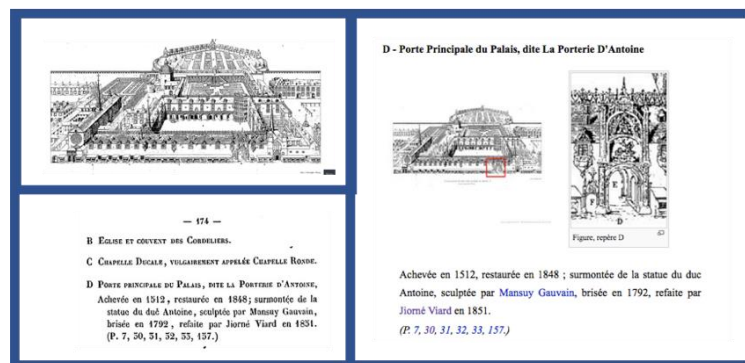 — 174 —
B EGLISE ET COUVENT DES CORDELIERS.
C CHAPELLE DUCALE, VULGAIREMENT APPELÉE CHAPELLE RONDE.
D PORTE PRINCIPALE DU PALAIS, DITE LA PORTERIE D'ANTOINE,
Achevée en 1512, restaurée en 1848; surmontée de la
statue du duc Antoine, sculptée par Mansuy Gauvain,
brisée en 1792, refaite par Jiorné Viard en 1851.
(P. 7, 30, 31, 32, 33, 157.)
D - Porte Principale du Palais, dite La Porterie D'Antoine
F
E
D
Figure, repère D
Achevée en 1512, restaurée en 1848 ; surmontée de la statue du duc
Antoine, sculptée par Mansuy Gauvain, brisée en 1792, refaite par
Jiorné Viard en 1851.
(P. 7, 30, 31, 32, 33, 157.)